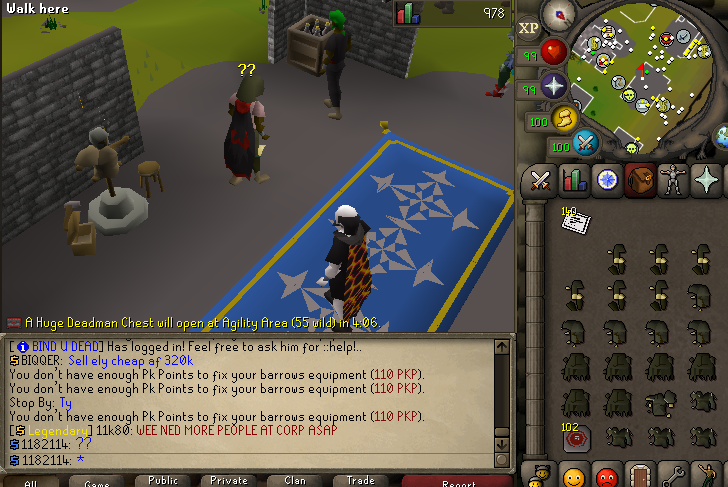 Walk here
978
XP
??
99
99
100
100
140
A Huge Deadman Chest will open at Agility Area (55 wild) in 4:06.
[BIND U DEAD] Has logged in! Feel free to ask him for ::help!..
BIGQER: Sell ely cheap af 320k
You don't have enough Pk Points to fix your barrows equipment (110 PKP).
You don't have enough Pk Points to fix your barrows equipment (110 PKP).
Stop By: Ty
You don't have enough Pk Points to fix your barrows equipment (110 PKP).
[Legendary] 11k80: WEE NED MORE PEOPLE AT CORP ASAP
1182114: ??
1182114: *
102
All Game Public Private Clan Trade Report